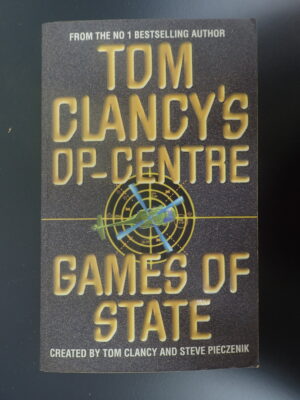 FROM THE NO 1 BESTSELLING AUTHOR
TOM
CLANCY'S
OP-CENTRE
GAMES OF
STATE
CREATED BY TOM CLANCY AND STEVE PIECZENIK